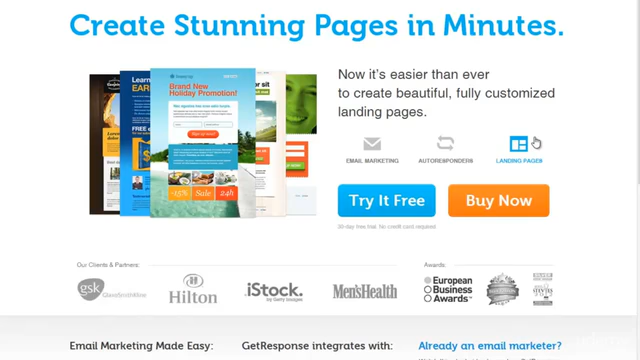 Create Stunning Pages in Minutes.
Brand New
Holiday Promotion!
-15%
Sale
24h
Now it's easier than ever
to create beautiful, fully customized
landing pages.
EMAIL MARKETING
AUTORESPONDERS
LANDING PAGES
Try It Free
Buy Now
30-day free trial. No credit card required
Our Clients & Partners:
Awards:
gsk
GlaxoSmithKline
Hilton
iStock.
by Getty Images
Men'sHealth
European
Business
Awards
Email Marketing Made Easy:
GetResponse integrates with:
Already an email marketer?